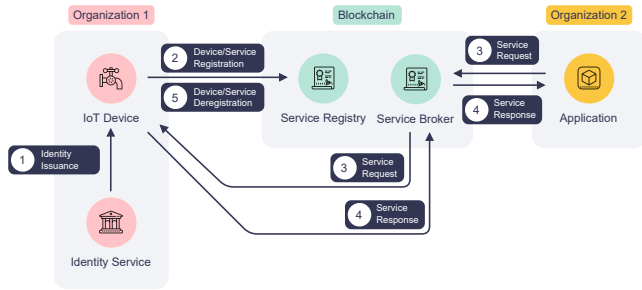 Organization 1
Blockchain
Organization 2
2
Device/Service
Registration
3
Service
Request
5
Device/Service
Deregistration
4
Service
Response
IoT Device
Service Registry
Service Broker
Application
1
Identity
Issuance
3
Service
Request
4
Service
Response
Identity Service